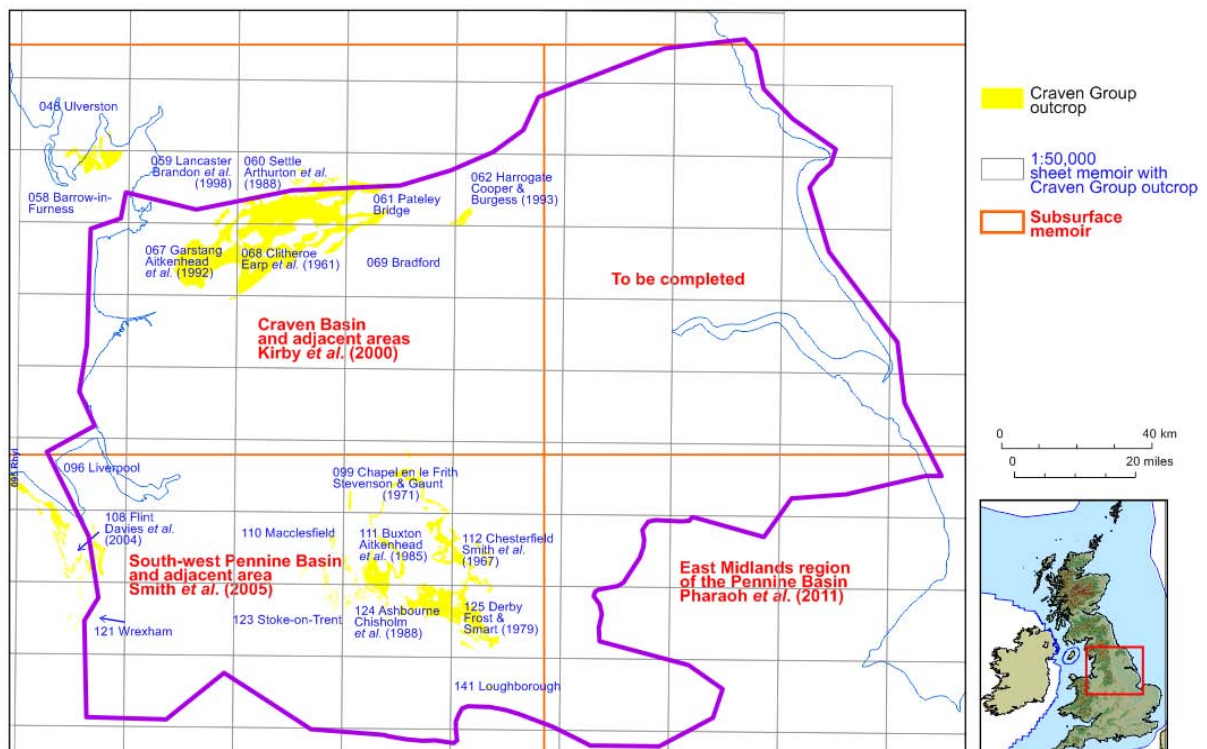 048 Ulverston
059 Lancaster
Brandon et al.
(1998)
060 Settle
Arthurton et al.
(1988)
058 Barrow-in-
Furness
061 Pateley
Bridge
062 Harrogate
Cooper &
Burgess (1993)
067 Garstang
Aitkenhead
et al. (1992)
068 Clitheroe
Earp et al. (1961)
069 Bradford
To be completed
Craven Basin
and adjacent areas
Kirby et al. (2000)
095 Rhyl
096 Liverpool
099 Chapel en le Frith
Stevenson & Gaunt
(1971)
108 Flint
Davies et al.
(2004)
110 Macclesfield
111 Buxton
Aitkenhead
et al. (1985)
112 Chesterfield
Smith et al.
(1967)
South-west Pennine Basin
and adjacent area
Smith et al. (2005)
East Midlands region
of the Pennine Basin
Pharaoh et al. (2011)
121 Wrexham
123 Stoke-on-Trent
124 Ashbourne
Chisholm
et al. (1988)
125 Derby
Frost &
Smart (1979)
141 Loughborough
Craven Group
outcrop
1:50,000
sheet memoir with
Craven Group outcrop
Subsurface
memoir
0 40 km
0 20 miles